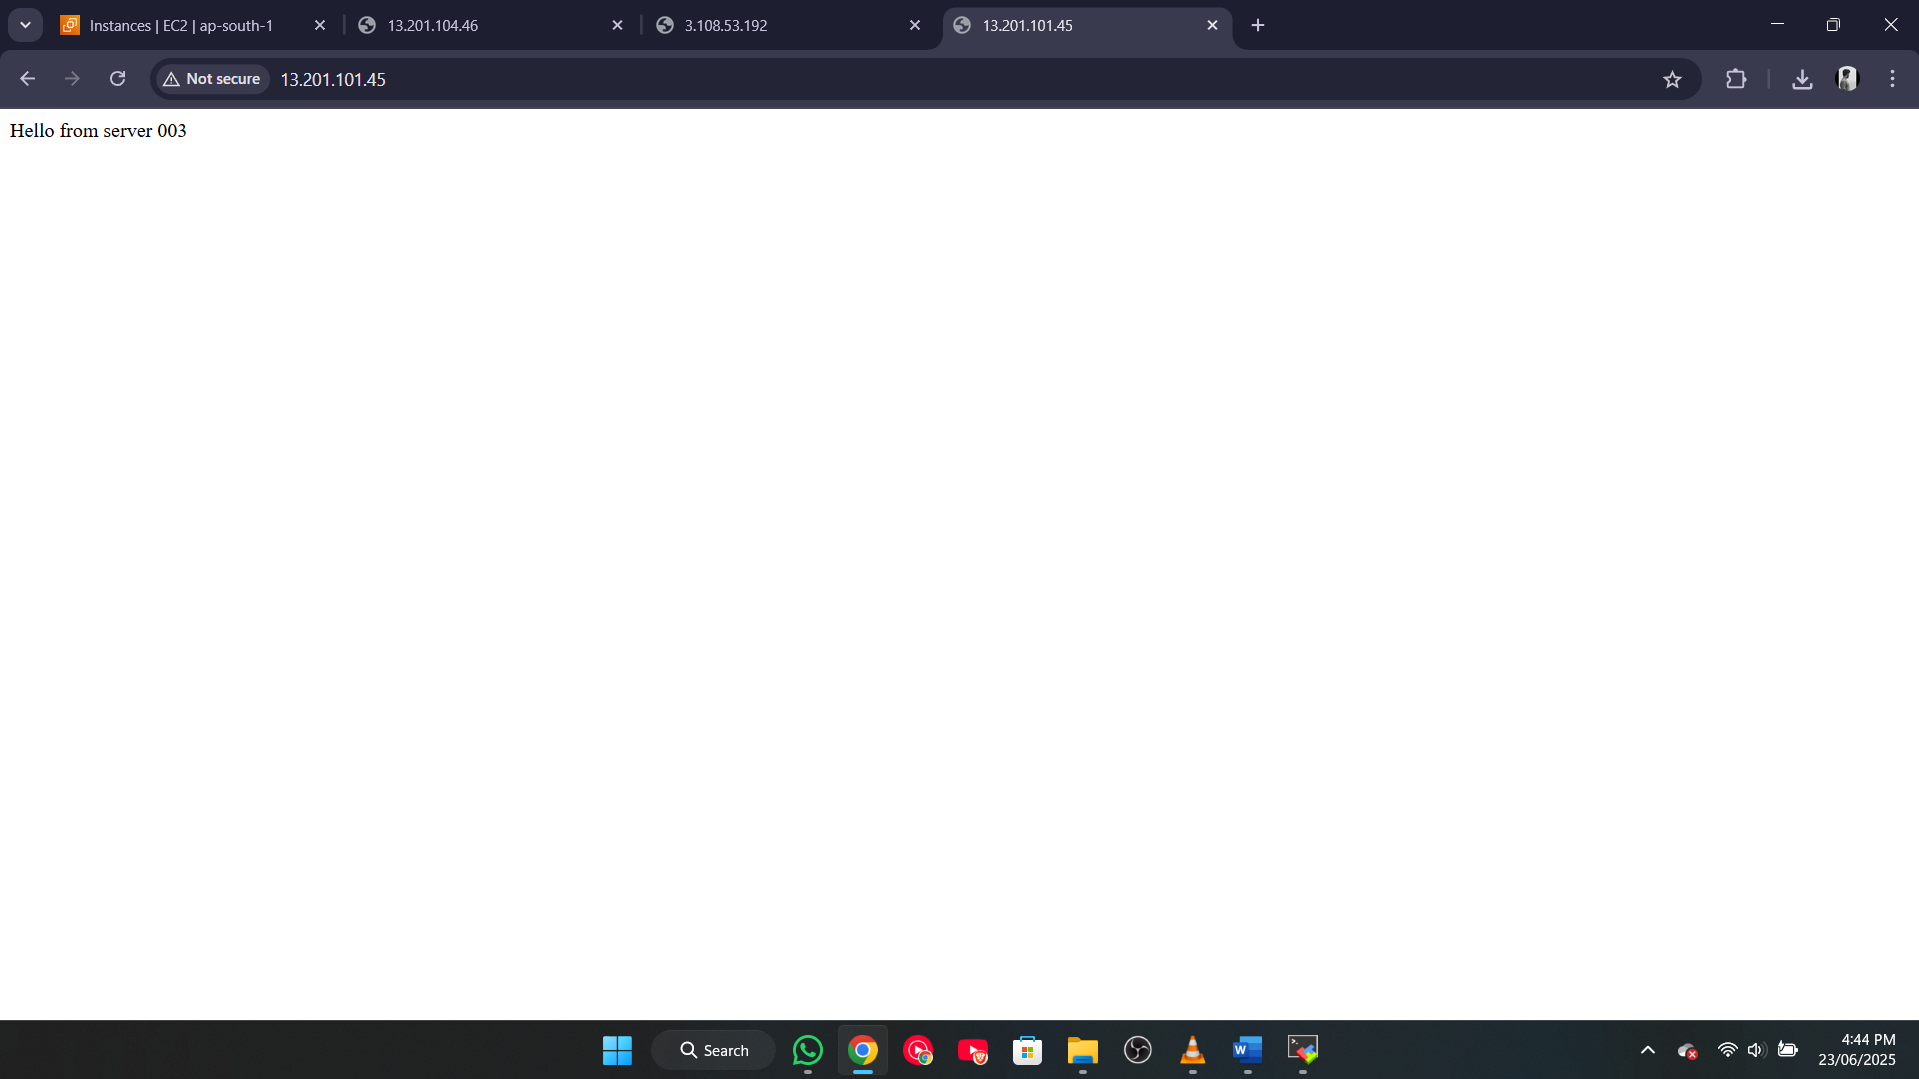 Instances | EC2 | ap-south-1
13.201.104.46
3.108.53.192
13.201.101.45
Not secure
13.201.101.45
Hello from server 003
Search
4:44 PM
23/06/2025